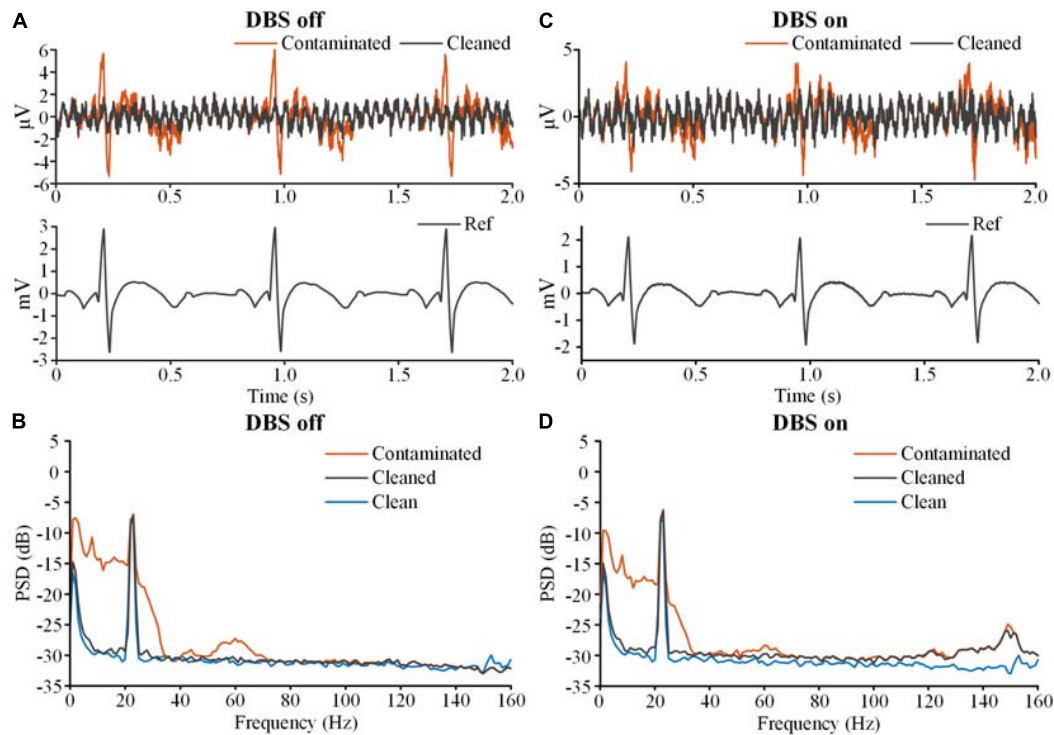 A
DBS off
Contaminated
Cleaned
6
4
2
0
-2
-4
-6
µV
0
0.5
1.0
1.5
2.0
Ref
3
2
1
0
-1
-2
-3
mV
0
0.5
1.0
1.5
2.0
Time (s)
C
DBS on
Contaminated
Cleaned
5
0
-5
µV
0
0.5
1.0
1.5
2.0
Ref
2
1
0
-1
-2
mV
0
0.5
1.0
1.5
2.0
Time (s)
B
DBS off
Contaminated
Cleaned
Clean
5
0
-5
-10
-15
-20
-25
-30
-35
PSD (dB)
0
20
40
60
80
100
120
140
160
Frequency (Hz)
D
DBS on
Contaminated
Cleaned
Clean
5
0
-5
-10
-15
-20
-25
-30
-35
PSD (dB)
0
20
40
60
80
100
120
140
160
Frequency (Hz)